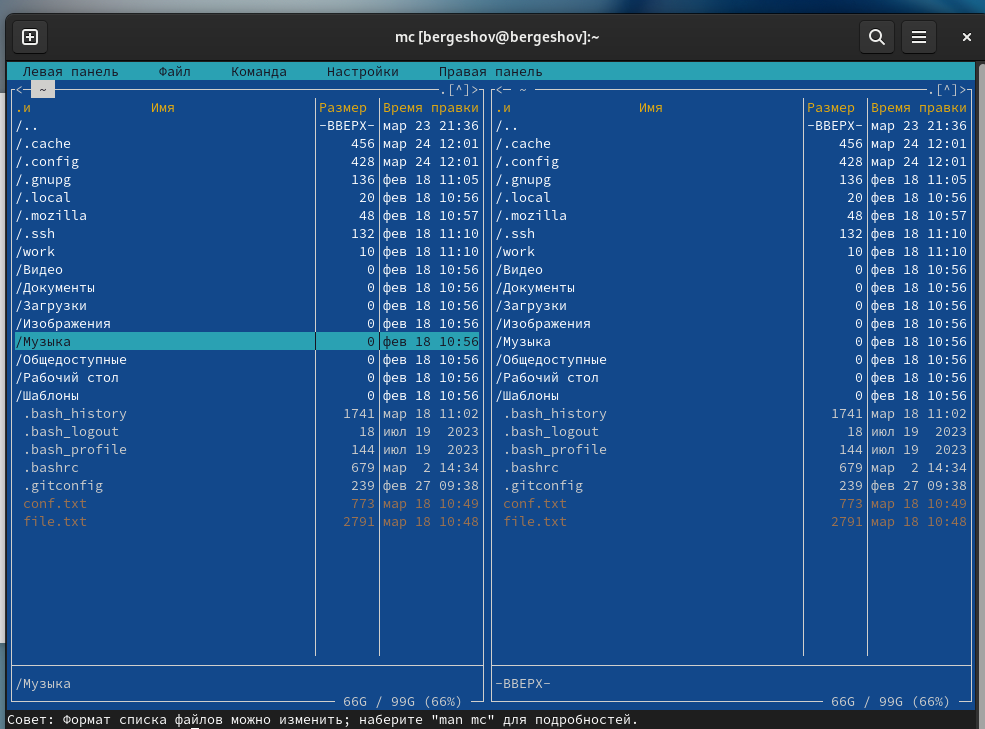 mc [bergeshov@bergeshov]:~
Левая панель Файл Команда Настройки Правая панель
<─ ~ .[^]> <─ ~ .[^]>
.и Имя Размер Время правки .и Имя Размер Время правки
/.. -ВВЕРХ- мар 23 21:36 /.. -ВВЕРХ- мар 23 21:36
/.cache 456 мар 24 12:01 /.cache 456 мар 24 12:01
/.config 428 мар 24 12:01 /.config 428 мар 24 12:01
/.gnupg 136 фев 18 11:05 /.gnupg 136 фев 18 11:05
/.local 20 фев 18 10:56 /.local 20 фев 18 10:56
/.mozilla 48 фев 18 10:57 /.mozilla 48 фев 18 10:57
/.ssh 132 фев 18 11:10 /.ssh 132 фев 18 11:10
/work 10 фев 18 11:10 /work 10 фев 18 11:10
/Видео 0 фев 18 10:56 /Видео 0 фев 18 10:56
/Документы 0 фев 18 10:56 /Документы 0 фев 18 10:56
/Загрузки 0 фев 18 10:56 /Загрузки 0 фев 18 10:56
/Изображения 0 фев 18 10:56 /Изображения 0 фев 18 10:56
/Музыка 0 фев 18 10:56 /Музыка 0 фев 18 10:56
/Общедоступные 0 фев 18 10:56 /Общедоступные 0 фев 18 10:56
/Рабочий стол 0 фев 18 10:56 /Рабочий стол 0 фев 18 10:56
/Шаблоны 0 фев 18 10:56 /Шаблоны 0 фев 18 10:56
.bash_history 1741 мар 18 11:02 .bash_history 1741 мар 18 11:02
.bash_logout 18 июл 19 2023 .bash_logout 18 июл 19 2023
.bash_profile 144 июл 19 2023 .bash_profile 144 июл 19 2023
.bashrc 679 мар 2 14:34 .bashrc 679 мар 2 14:34
.gitconfig 239 фев 27 09:38 .gitconfig 239 фев 27 09:38
conf.txt 773 мар 18 10:49 conf.txt 773 мар 18 10:49
file.txt 2791 мар 18 10:48 file.txt 2791 мар 18 10:48
/Музыка -ВВЕРХ-
66G / 99G (66%) 66G / 99G (66%)
Совет: Формат списка файлов можно изменить; наберите "man mc" для подробностей.